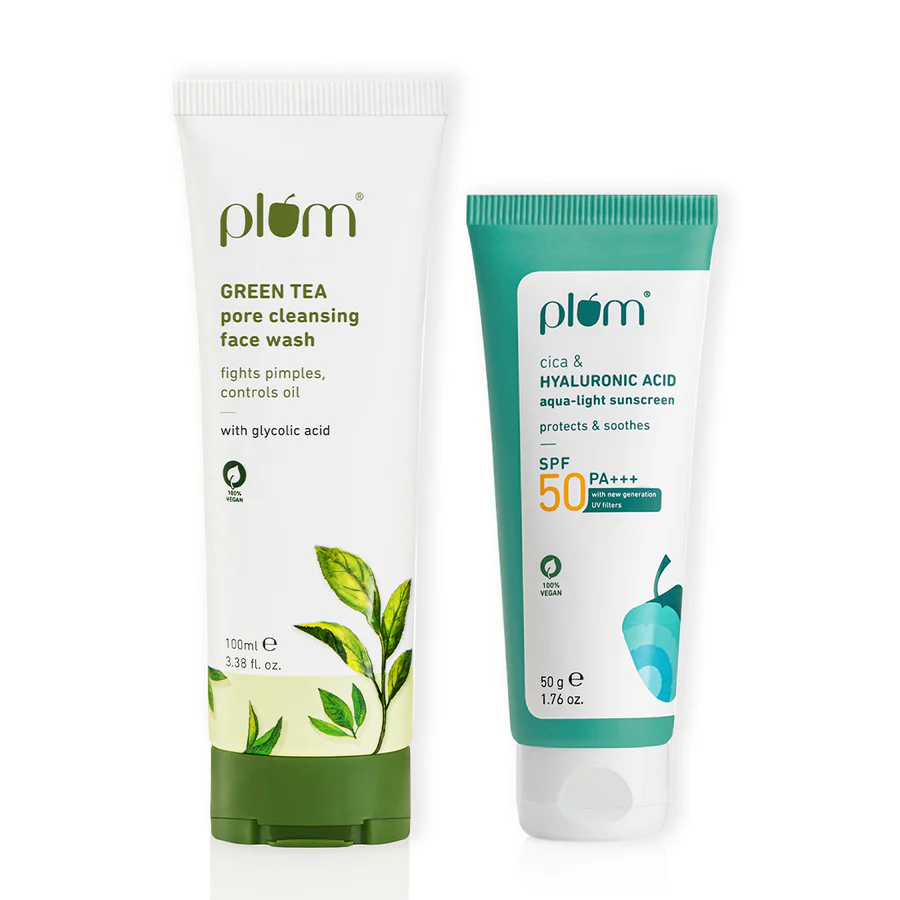 plum®
GREEN TEA
pore cleansing
face wash
fights pimples,
controls oil
with glycolic acid
100%
VEGAN
100ml ℮
3.38 fl. oz.
plum®
cica &
HYALURONIC ACID
aqua-light sunscreen
protects & soothes
SPF
50 PA+++
with new generation
UV filters
100%
VEGAN
50 g ℮
1.76 oz.